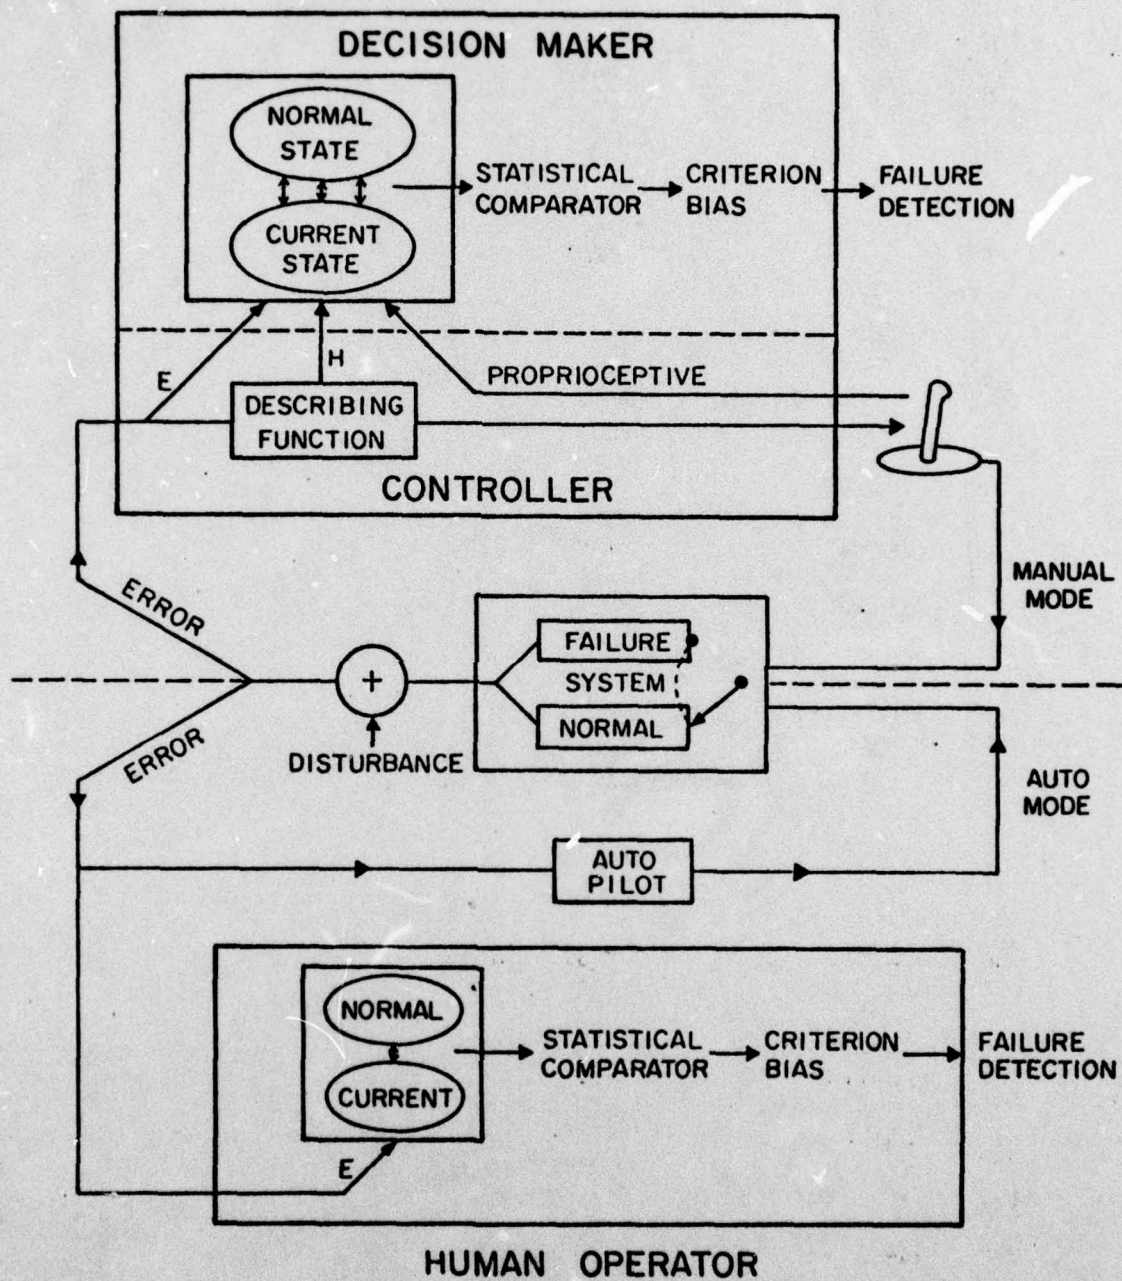 DECISION MAKER
NORMAL
STATE
CURRENT
STATE
STATISTICAL
COMPARATOR
CRITERION
BIAS
FAILURE
DETECTION
E
H
PROPRIOCEPTIVE
DESCRIBING
FUNCTION
CONTROLLER
MANUAL
MODE
ERROR
FAILURE
SYSTEM
NORMAL
+
DISTURBANCE
ERROR
AUTO
MODE
AUTO
PILOT
NORMAL
CURRENT
STATISTICAL
COMPARATOR
CRITERION
BIAS
FAILURE
DETECTION
E
HUMAN OPERATOR